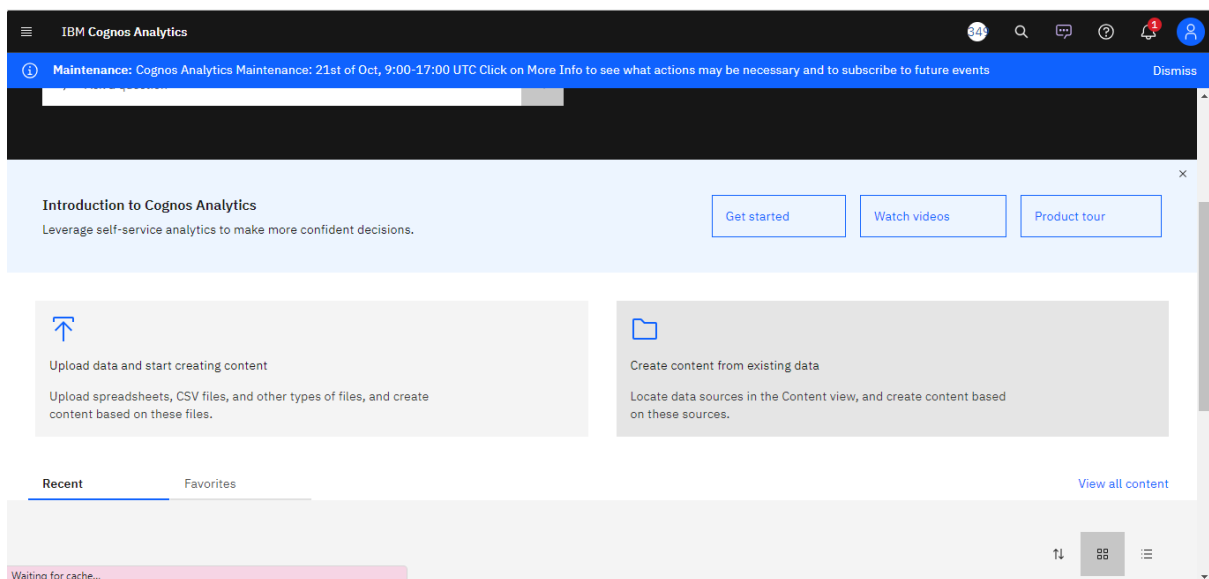 IBM Cognos Analytics
349
1
Maintenance: Cognos Analytics Maintenance: 21st of Oct, 9:00-17:00 UTC Click on More Info to see what actions may be necessary and to subscribe to future events
Dismiss
Introduction to Cognos Analytics
Leverage self-service analytics to make more confident decisions.
Get started
Watch videos
Product tour
Upload data and start creating content
Upload spreadsheets, CSV files, and other types of files, and create
content based on these files.
Create content from existing data
Locate data sources in the Content view, and create content based
on these sources.
Recent
Favorites
View all content
Waiting for cache...